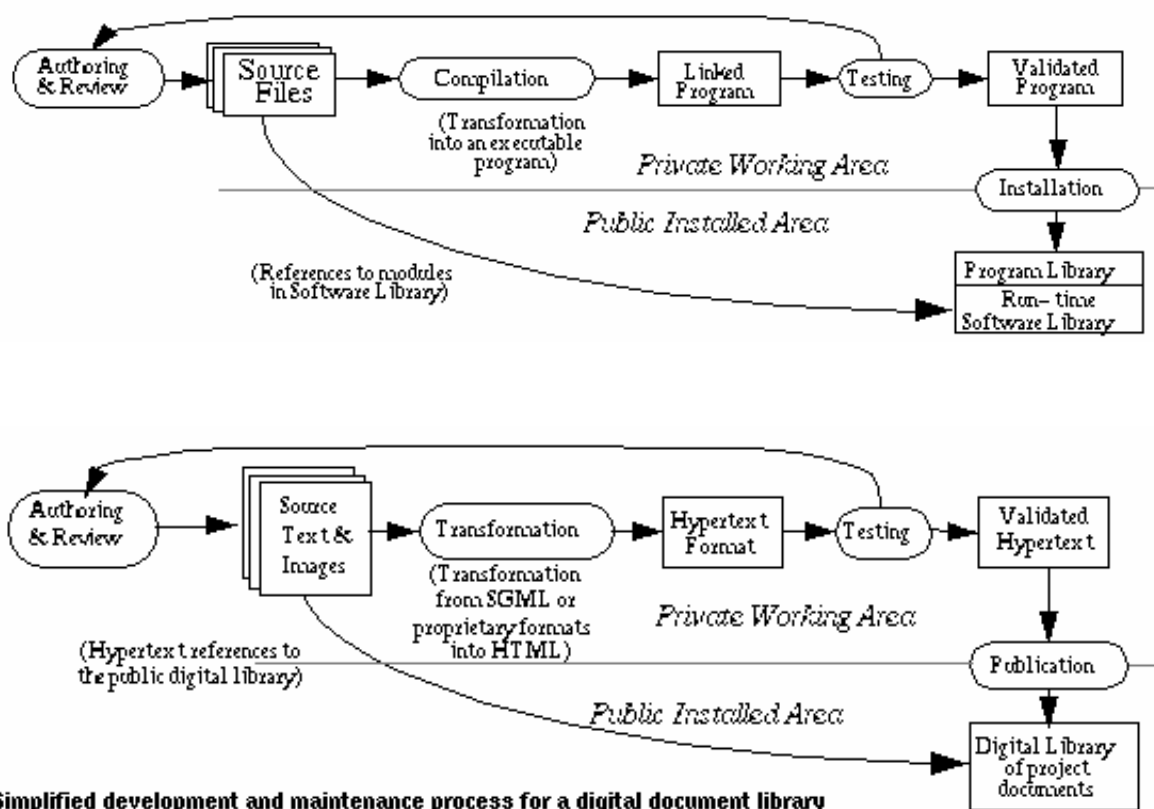 Authoring
& Review
Source
Files
Compilation
(Transformation
into an executable
program)
Linked
Program
Testing
Validated
Program
Private Working Area
Installation
Public Installed Area
(References to modules
in Software Library)
Program Library
Run-time
Software Library
Authoring
& Review
Source
Text &
Images
Transformation
(Transformation
from SGML or
proprietary formats
into HTML)
Hypertext
Format
Testing
Validated
Hypertext
Private Working Area
(Hypertext references to
the public digital library)
Publication
Public Installed Area
Digital Library
of project
documents
Simplified development and maintenance process for a digital document library